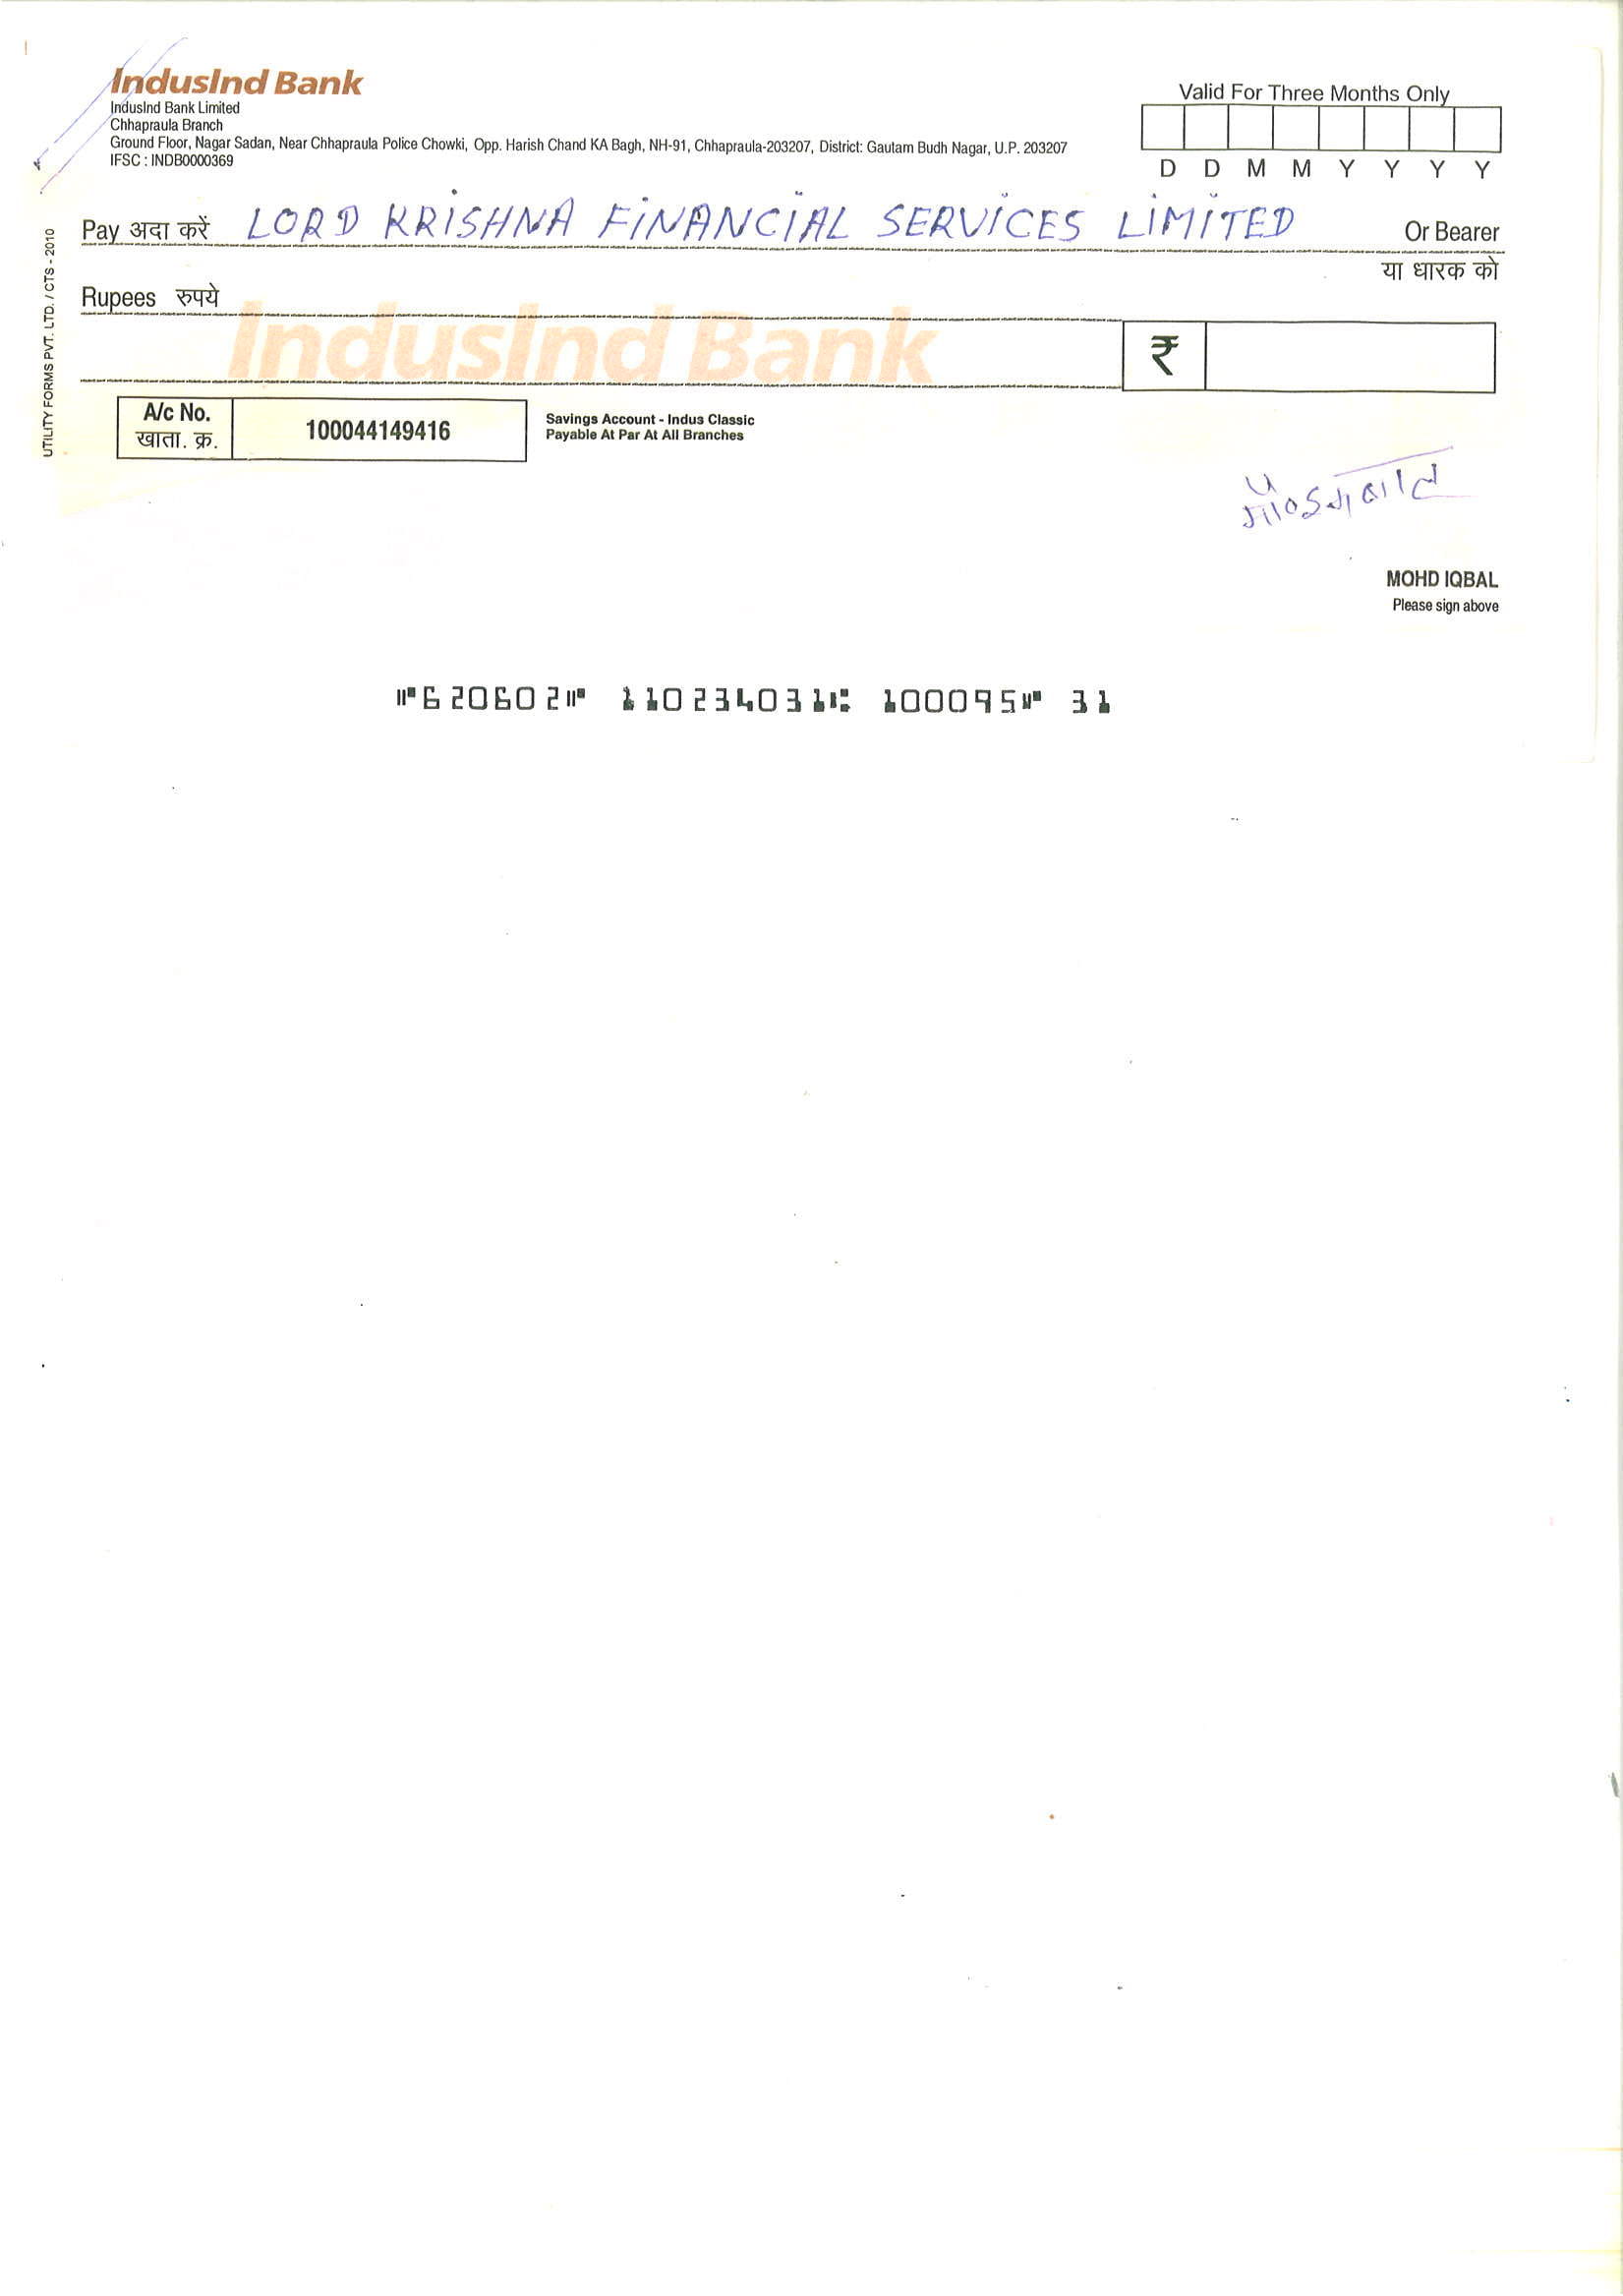 IndusInd Bank
IndusInd Bank Limited
Chhapraula Branch
Ground Floor, Nagar Sadan, Near Chhapraula Police Chowki, Opp. Harish Chand KA Bagh, NH-91, Chhapraula-203207, District: Gautam Budh Nagar, U.P. 203207
IFSC : INDB0000369
Valid For Three Months Only
D D M M Y Y Y Y
Pay अदा करें LORD KRISHNA FINANCIAL SERVICES LIMITED Or Bearer
या धारक को
Rupees रुपये
IndusInd Bank
₹
A/c No.
खाता. क्र.
100044149416
Savings Account - Indus Classic
Payable At Par At All Branches
MOHD IQBAL
Please sign above
UTILITY FORMS PVT. LTD. / CTS - 2010
⑈620602⑈ 110234031⑆ 100095⑈ 31